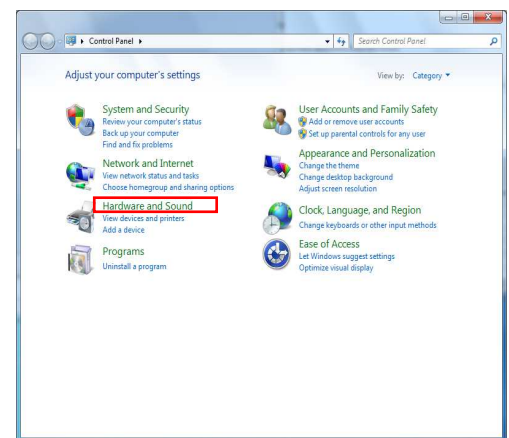 Control Panel
Search Control Panel
Adjust your computer's settings
View by: Category
System and Security
Review your computer's status
Back up your computer
Find and fix problems
Network and Internet
View network status and tasks
Choose homegroup and sharing options
Hardware and Sound
View devices and printers
Add a device
Programs
Uninstall a program
User Accounts and Family Safety
Add or remove user accounts
Set up parental controls for any user
Appearance and Personalization
Change the theme
Change desktop background
Adjust screen resolution
Clock, Language, and Region
Change keyboards or other input methods
Ease of Access
Let Windows suggest settings
Optimize visual display